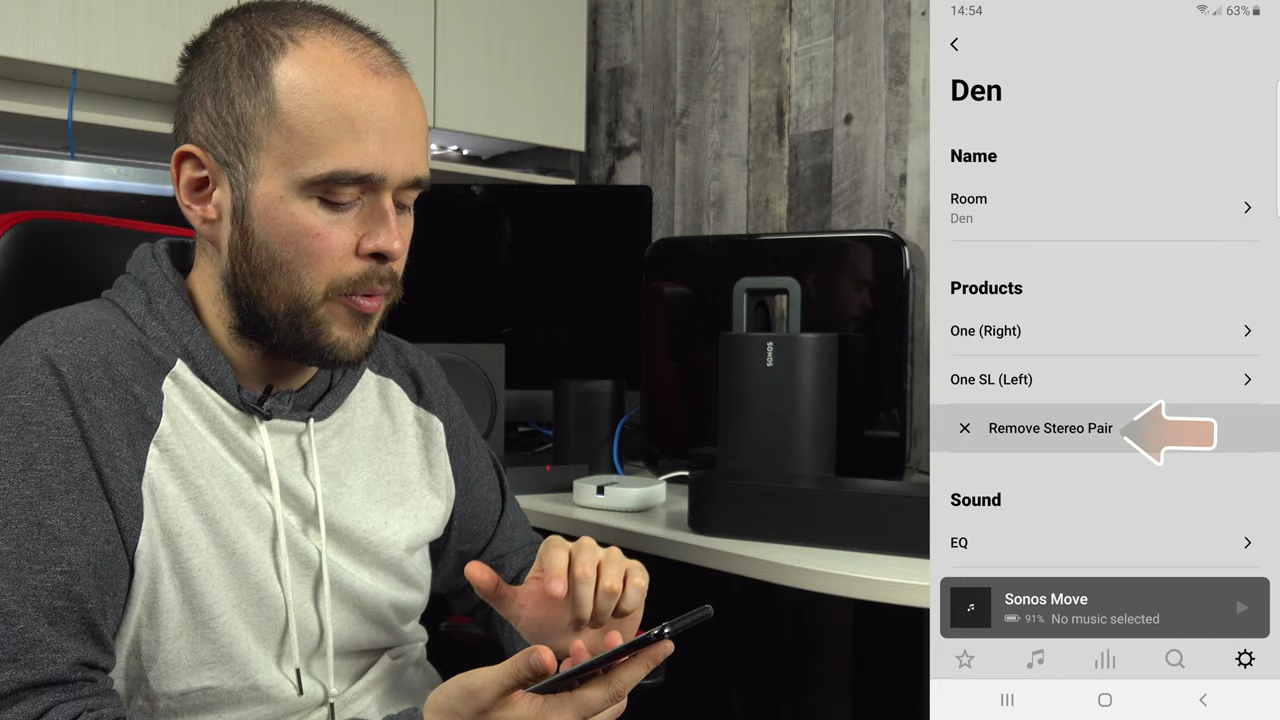 14:54
63%
Den
Name
Room
Den
Products
One (Right)
One SL (Left)
Remove Stereo Pair
Sound
EQ
Sonos Move
91% No music selected
SONOS